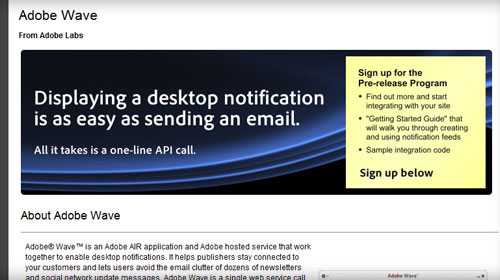 Adobe Wave
From Adobe Labs
Displaying a desktop notification
is as easy as sending an email.
All it takes is a one-line API call.
Sign up for the
Pre-release Program
• Find out more and start
integrating with your site
• "Getting Started Guide" that
will walk you through creating
and using notification feeds
• Sample integration code
Sign up below
About Adobe Wave
Adobe® Wave™ is an Adobe AIR application and Adobe hosted service that work
together to enable desktop notifications. It helps publishers stay connected to
your customers and lets users avoid the email clutter of dozens of newsletters
and social network update messages. Adobe Wave is a single web service call
Adobe Wave